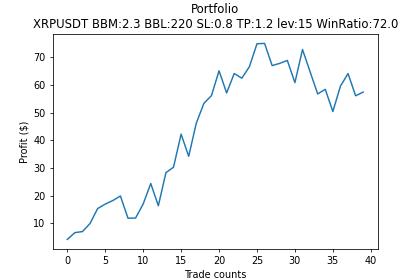 Portfolio
XRPUSDT BBM:2.3 BBL:220 SL:0.8 TP:1.2 lev:15 WinRatio:72.0
Profit ($)
70
60
50
40
30
20
10
0 5 10 15 20 25 30 35 40
Trade counts